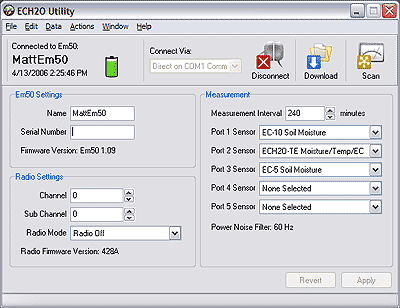 ECH2O Utility
File Edit Data Actions Window Help
Connected to Em50:
MattEm50
4/13/2006 2:25:46 PM
Connect Via:
Direct on COM1 Comm
Disconnect
Download
Scan
Em50 Settings
Name MattEm50
Serial Number
Firmware Version: Em50 1.09
Radio Settings
Channel 0
Sub Channel 0
Radio Mode Radio Off
Radio Firmware Version: 428A
Measurement
Measurement Interval 240 minutes
Port 1 Sensor EC-10 Soil Moisture
Port 2 Sensor ECH2O-TE Moisture/Temp/EC
Port 3 Sensor EC-5 Soil Moisture
Port 4 Sensor None Selected
Port 5 Sensor None Selected
Power Noise Filter: 60 Hz
Revert
Apply